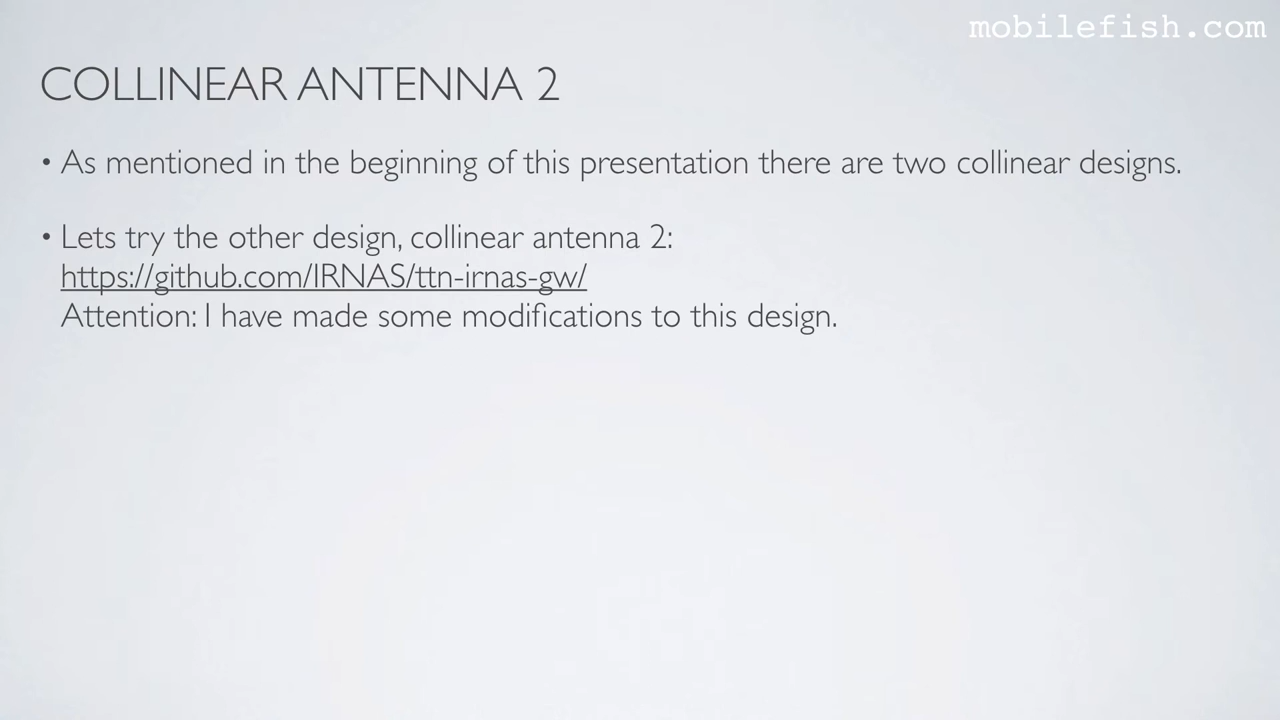 mobilefish.com
COLLINEAR ANTENNA 2
• As mentioned in the beginning of this presentation there are two collinear designs.
• Lets try the other design, collinear antenna 2:
https://github.com/IRNAS/ttn-irnas-gw/
Attention: I have made some modifications to this design.